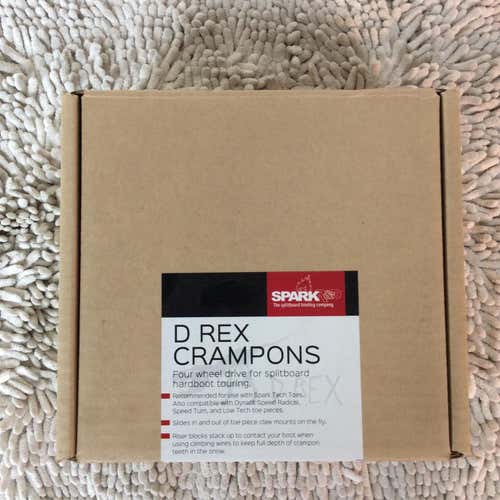 SPARK R&D
The splitboard binding company.
D REX
CRAMPONS
Four wheel drive for splitboard
hardboot touring.
D REX
Recommended for use with Spark Tech Toes.
Also compatible with Dynafit Speed Radical,
Speed Turn, and Low Tech toe pieces.
Slides in and out of toe piece claw mounts on the fly.
Riser blocks stack up to contact your boot when
using climbing wires to keep full depth of crampon
teeth in the snow.